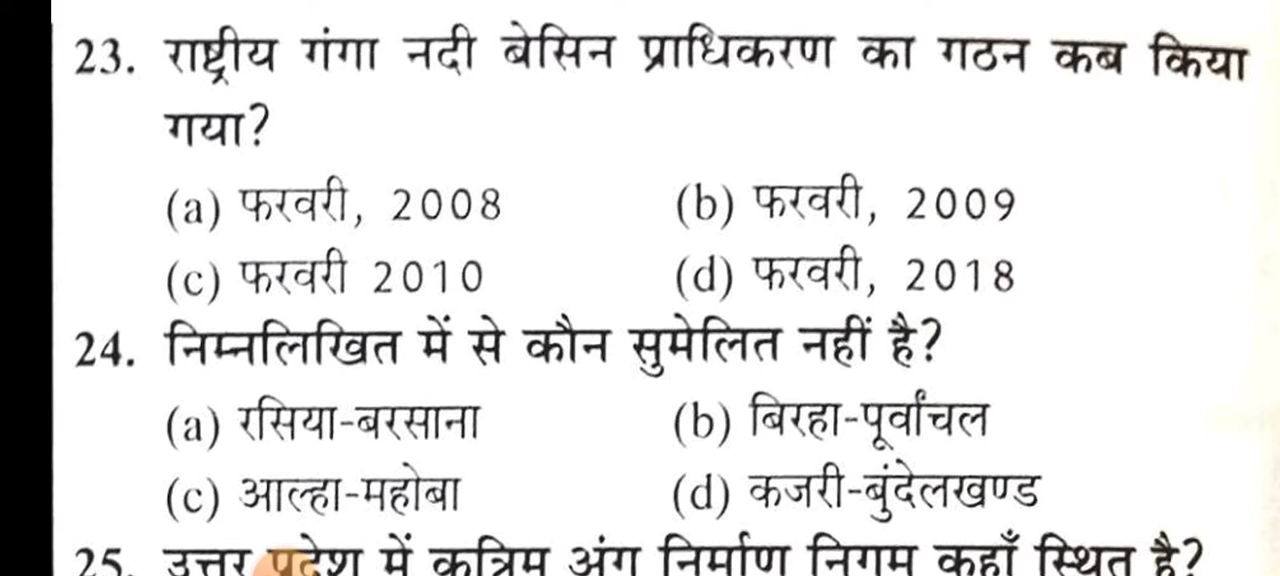 23. राष्ट्रीय गंगा नदी बेसिन प्राधिकरण का गठन कब किया
गया?
(a) फरवरी, 2008 (b) फरवरी, 2009
(c) फरवरी 2010 (d) फरवरी, 2018
24. निम्नलिखित में से कौन सुमेलित नहीं है?
(a) रसिया-बरसाना (b) बिरहा-पूर्वांचल
(c) आल्हा-महोबा (d) कजरी-बुंदेलखण्ड
25. उत्तर प्रदेश में कृत्रिम अंग निर्माण निगम कहाँ स्थित है?